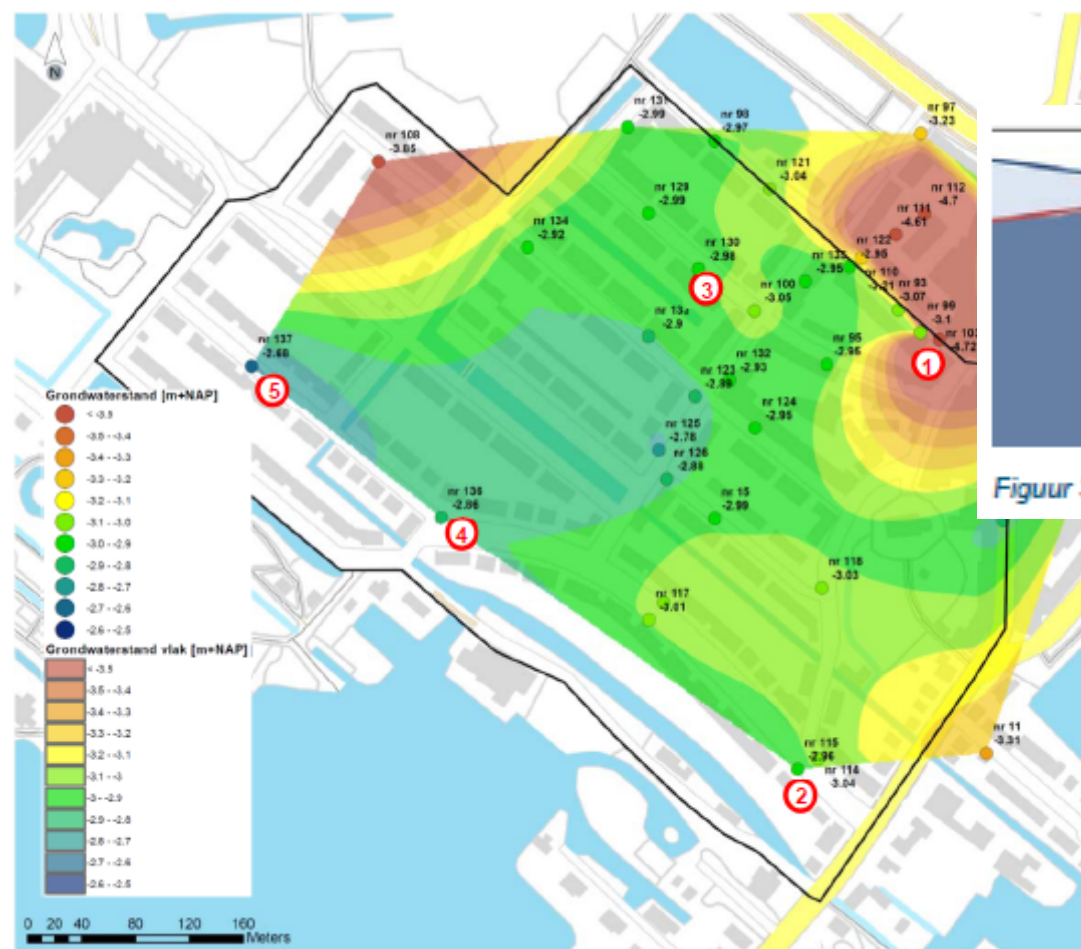 nr 131
-2.99
nr 98
-2.97
nr 97
-3.23
nr 108
-3.85
nr 121
-3.04
nr 112
-4.7
nr 129
-2.99
-4.61
nr 134
-2.92
nr 122
-2.95
nr 130
-2.98
-2.95
nr 110
nr 93
-3.07
nr 100
-3.05
3
nr 99
-3.1
-2.9
-4.72
nr 137
-2.68
nr 95
nr 132
-2.93
1
nr 123
5
Grondwaterstand [m+NAP]
< -3.5
-3.5 - -3.4
-3.4 - -3.3
-3.3 - -3.2
-3.2 - -3.1
-3.1 - -3.0
-3.0 - -2.9
-2.9 - -2.8
-2.8 - -2.7
-2.7 - -2.6
-2.6 - -2.5
nr 124
-2.95
nr 125
-2.78
nr 126
-2.88
nr 136
-2.86
4
nr 15
-2.99
nr 118
-3.03
nr 117
-3.01
Grondwaterstand vlak [m+NAP]
< -3.5
-3.5 - -3.4
-3.4 - -3.3
-3.3 - -3.2
-3.2 - -3.1
-3.1 - -3
-3 - -2.9
-2.9 - -2.8
-2.8 - -2.7
-2.7 - -2.6
-2.6 - -2.5
nr 11
-3.31
nr 115
-2.96
nr 114
-3.04
2
0 20 40 80 120 160
Meters
N
Figuur